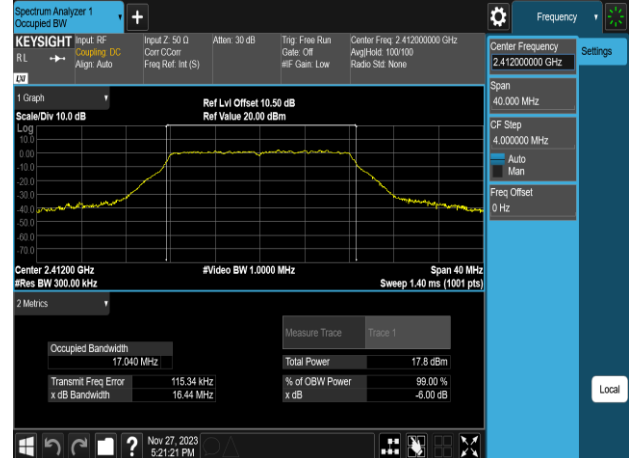 Spectrum Analyzer 1
Occupied BW
Frequency
KEYSIGHT
Input: RF
Coupling: DC
Align: Auto
Input Z: 50 Ω
Corr CCorr
Freq Ref: Int (S)
Atten: 30 dB
Trig: Free Run
Gate: Off
#IF Gain: Low
Center Freq: 2.412000000 GHz
Avg|Hold: 100/100
Radio Std: None
RL
LXI
Center Frequency
2.412000000 GHz
Settings
Span
40.000 MHz
CF Step
4.000000 MHz
Auto
Man
Freq Offset
0 Hz
Local
1 Graph
Scale/Div 10.0 dB
Ref Lvl Offset 10.50 dB
Ref Value 20.00 dBm
Log
10.0
0.00
-10.0
-20.0
-30.0
-40.0
-50.0
-60.0
-70.0
Center 2.41200 GHz
#Video BW 1.0000 MHz
Span 40 MHz
#Res BW 300.00 kHz
Sweep 1.40 ms (1001 pts)
2 Metrics
Measure Trace
Trace 1
Occupied Bandwidth
17.040 MHz
Total Power
17.8 dBm
Transmit Freq Error
115.34 kHz
% of OBW Power
99.00 %
x dB Bandwidth
16.44 MHz
x dB
-6.00 dB
?
Nov 27, 2023
5:21:21 PM